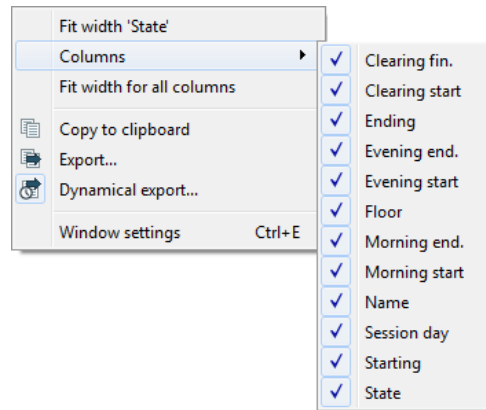 Fit width 'State'
Columns
Fit width for all columns
Copy to clipboard
Export...
Dynamical export...
Window settings Ctrl+E
Clearing fin.
Clearing start
Ending
Evening end.
Evening start
Floor
Morning end.
Morning start
Name
Session day
Starting
State